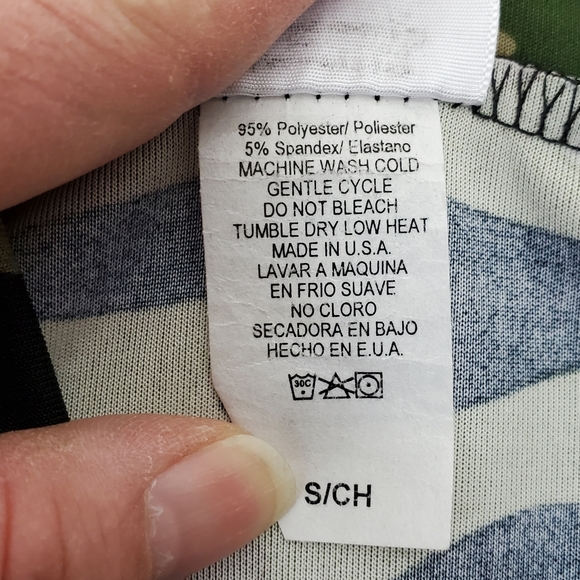 95% Polyester/ Poliester
5% Spandex/ Elastano
MACHINE WASH COLD
GENTLE CYCLE
DO NOT BLEACH
TUMBLE DRY LOW HEAT
MADE IN U.S.A.
LAVAR A MAQUINA
EN FRIO SUAVE
NO CLORO
SECADORA EN BAJO
HECHO EN E.U.A.
30C
S/CH